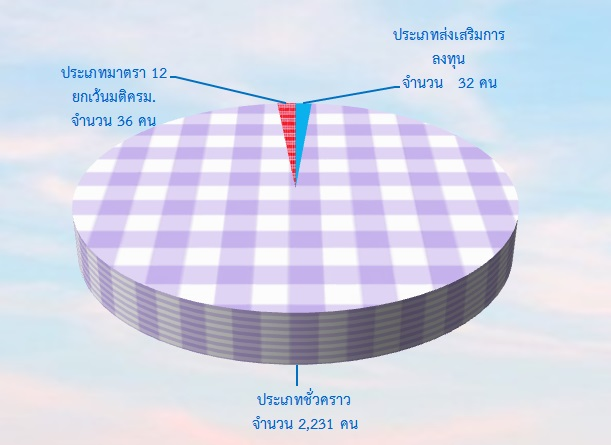 ประเภทส่งเสริมการ
ลงทุน
จำนวน 32 คน
ประเภทมาตรา 12
ยกเว้นมติครม.
จำนวน 36 คน
ประเภทชั่วคราว
จำนวน 2,231 คน